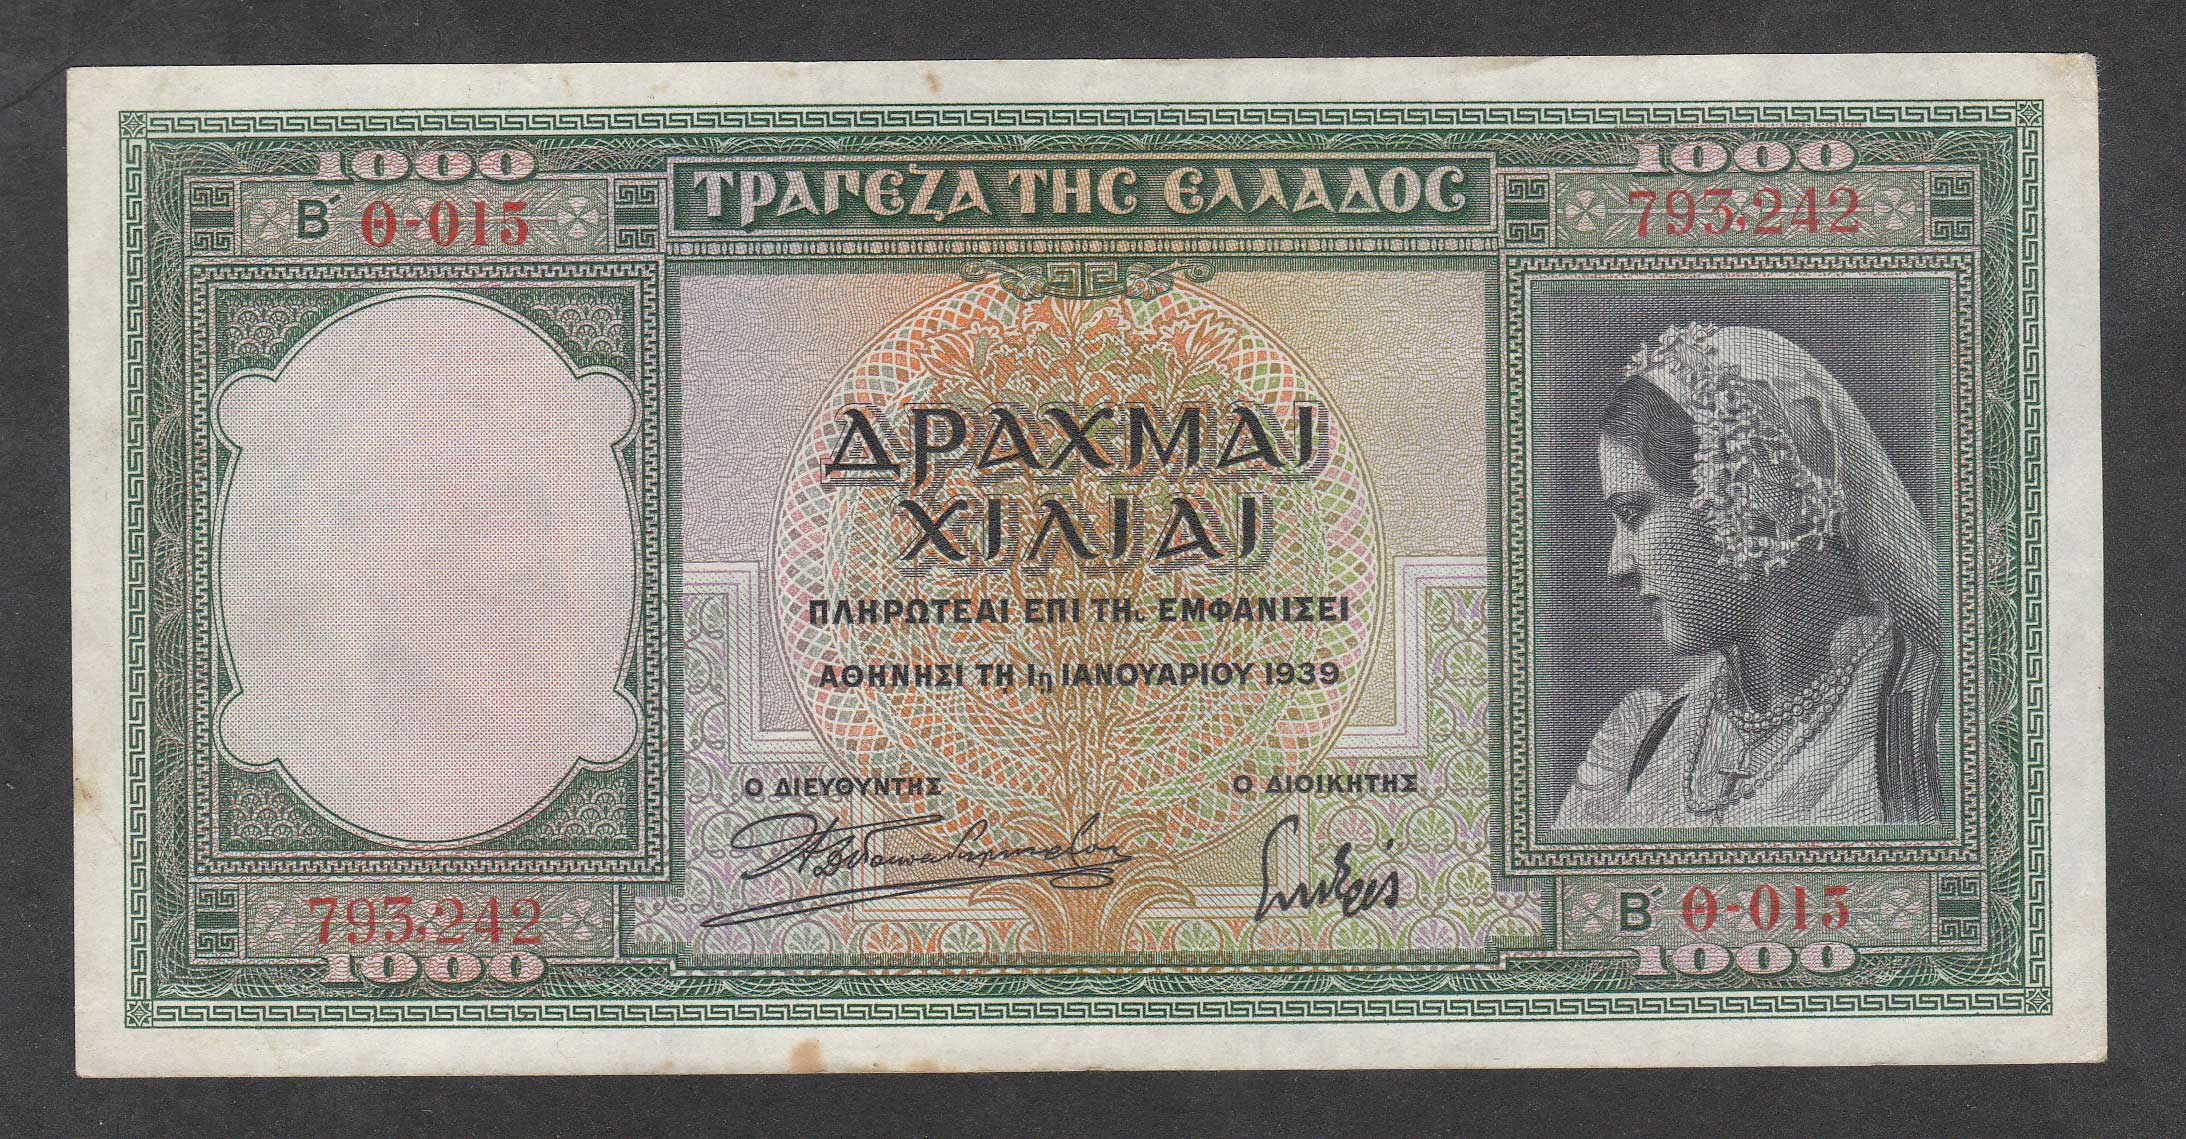 1000
1000
Β΄ Θ-015
ΤΡΑΠΕΖΑ ΤΗΣ ΕΛΛΑΔΟΣ
793,242
ΔΡΑΧΜΑΙ
ΧΙΛΙΑΙ
ΠΛΗΡΩΤΕΑΙ ΕΠΙ ΤΗι ΕΜΦΑΝΙΣΕΙ
ΑΘΗΝΗΣΙ ΤΗ 1η ΙΑΝΟΥΑΡΙΟΥ 1939
Ο ΔΙΕΥΘΥΝΤΗΣ
Ο ΔΙΟΙΚΗΤΗΣ
793,242
Β΄ Θ-015
1000
1000